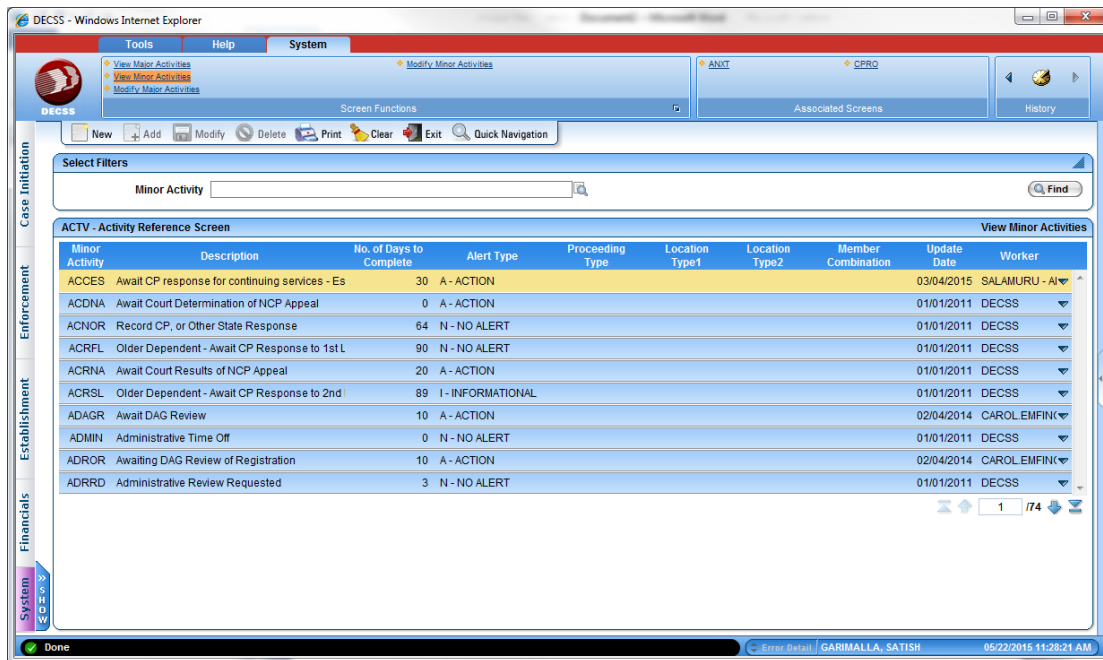 DECSS - Windows Internet Explorer
Tools Help System
View Major Activities Modify Minor Activities ANXT CPRO
View Minor Activities
Modify Major Activities
DECSS Screen Functions Associated Screens History
New Add Modify Delete Print Clear Exit Quick Navigation
Select Filters
Minor Activity Find
ACTV - Activity Reference Screen View Minor Activities
Minor Activity Description No. of Days to Complete Alert Type Proceeding Type Location Type1 Location Type2 Member Combination Update Date Worker
ACCES Await CP response for continuing services - Es 30 A - ACTION 03/04/2015 SALAMURU - A
ACDNA Await Court Determination of NCP Appeal 0 A - ACTION 01/01/2011 DECSS
ACNOR Record CP, or Other State Response 64 N - NO ALERT 01/01/2011 DECSS
ACRFL Older Dependent - Await CP Response to 1st L 90 N - NO ALERT 01/01/2011 DECSS
ACRNA Await Court Results of NCP Appeal 20 A - ACTION 01/01/2011 DECSS
ACRSL Older Dependent - Await CP Response to 2nd 89 I - INFORMATIONAL 01/01/2011 DECSS
ADAGR Await DAG Review 10 A - ACTION 02/04/2014 CAROL.EMFIN
ADMIN Administrative Time Off 0 N - NO ALERT 01/01/2011 DECSS
ADROR Awaiting DAG Review of Registration 10 A - ACTION 02/04/2014 CAROL.EMFIN
ADRRD Administrative Review Requested 3 N - NO ALERT 01/01/2011 DECSS
1 /74
Case Initiation
Enforcement
Establishment
Financials
System
SHOW
Done Error Detail GARIMALLA, SATISH 05/22/2015 11:28:21 AM